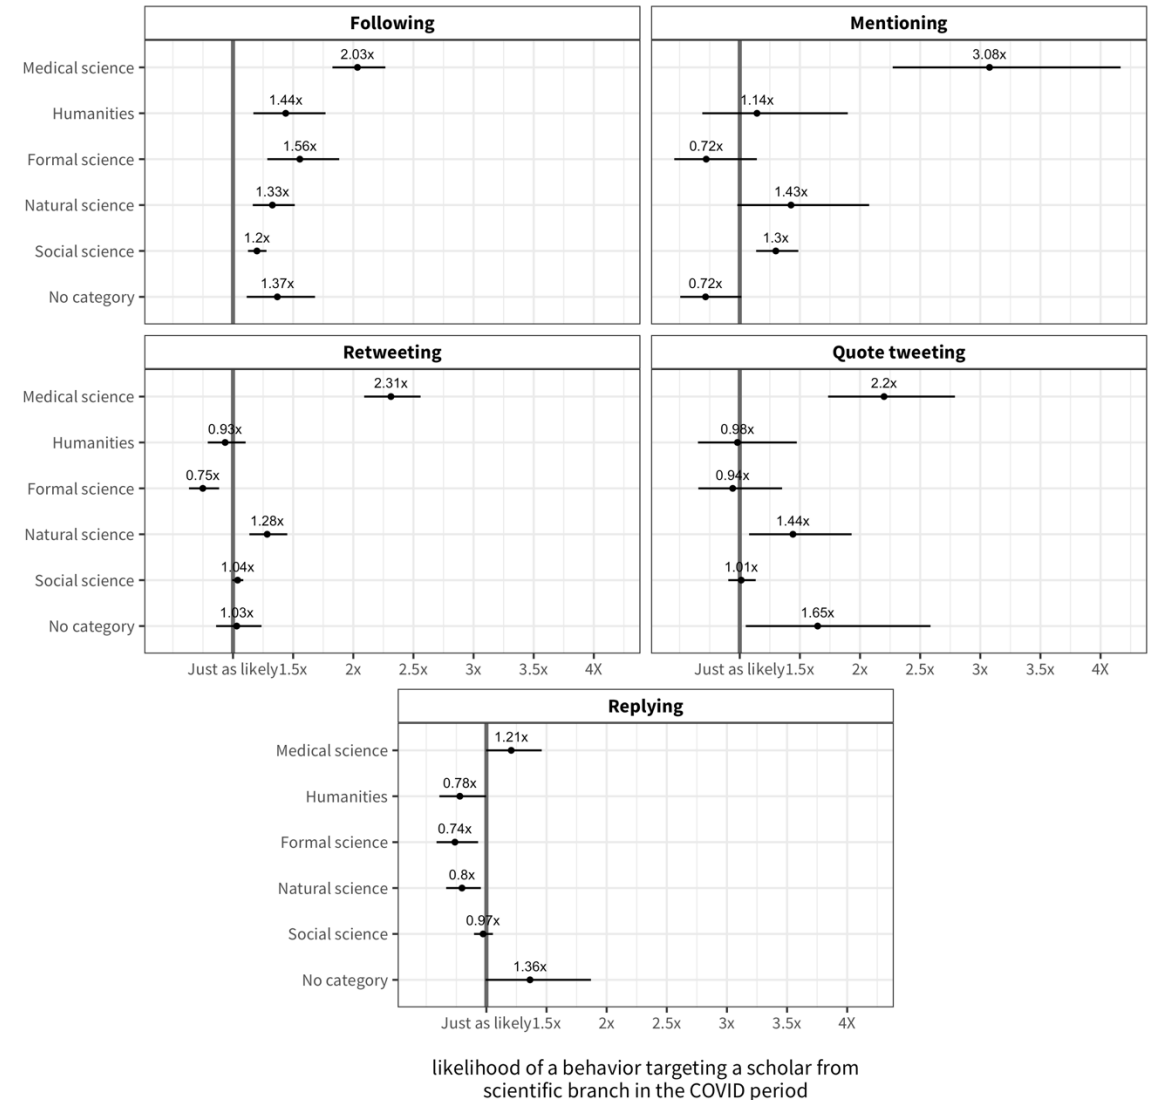 Following
Mentioning
Medical science
2.03x
3.08x
Humanities
1.44x
1.14x
Formal science
1.56x
0.72x
Natural science
1.33x
1.43x
Social science
1.2x
1.3x
No category
1.37x
0.72x
Retweeting
Quote tweeting
Medical science
2.31x
2.2x
Humanities
0.93x
0.98x
Formal science
0.75x
0.94x
Natural science
1.28x
1.44x
Social science
1.04x
1.01x
No category
1.03x
1.65x
Just as likely 1.5x 2x 2.5x 3x 3.5x 4X
Just as likely 1.5x 2x 2.5x 3x 3.5x 4X
Replying
Medical science
1.21x
Humanities
0.78x
Formal science
0.74x
Natural science
0.8x
Social science
0.97x
No category
1.36x
Just as likely 1.5x 2x 2.5x 3x 3.5x 4X
likelihood of a behavior targeting a scholar from
scientific branch in the COVID period